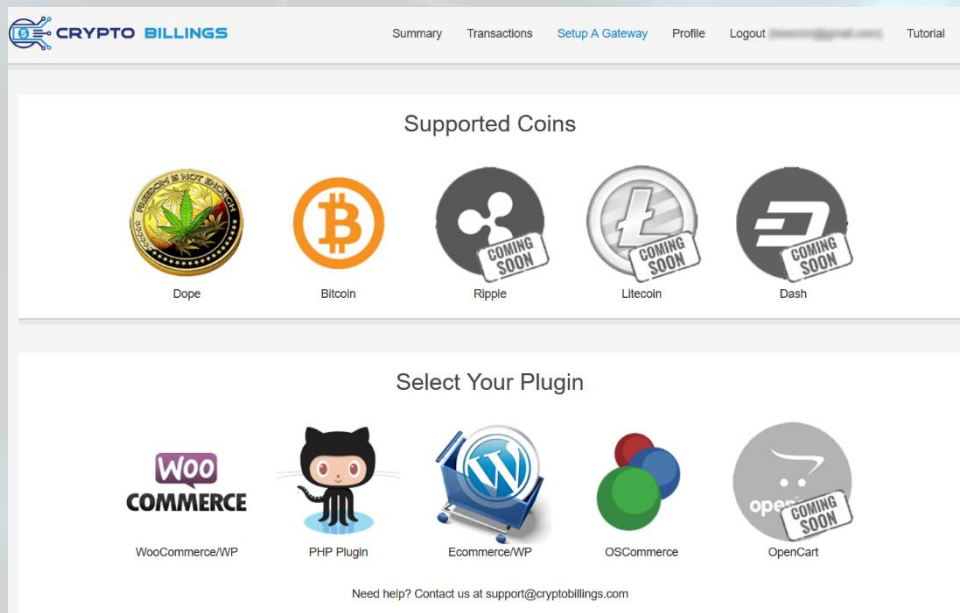 CRYPTO BILLINGS
Summary Transactions Setup A Gateway Profile Logout Tutorial
Supported Coins
FREEDOM IS NOT ENOUGH
COMING SOON
COMING SOON
COMING SOON
Dope Bitcoin Ripple Litecoin Dash
Select Your Plugin
WOO
COMMERCE
COMING SOON
WooCommerce/WP PHP Plugin Ecommerce/WP OSCommerce OpenCart
Need help? Contact us at support@cryptobillings.com